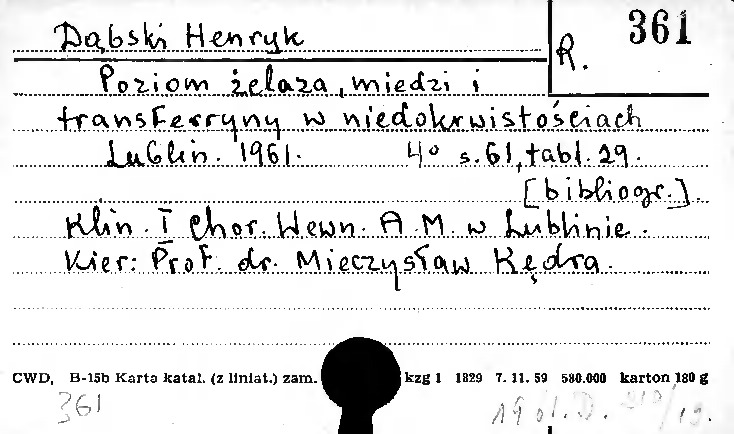 Dąbski Henryk
R. 361
Poziom żelaza, miedzi i
transferryny w niedokrwistościach
Lublin. 1961. 4° s. 61, tabl. 29.
[bibliogr.].
Klin. I Chor. Wewn. A.M. w Lublinie.
Kier: Prof. dr. Mieczysław Kędra.
CWD, B-15b Karta katal. (z liniat.) zam. kzg 1 1829 7. 11. 59 580.000 karton 180 g
361 1961. D.